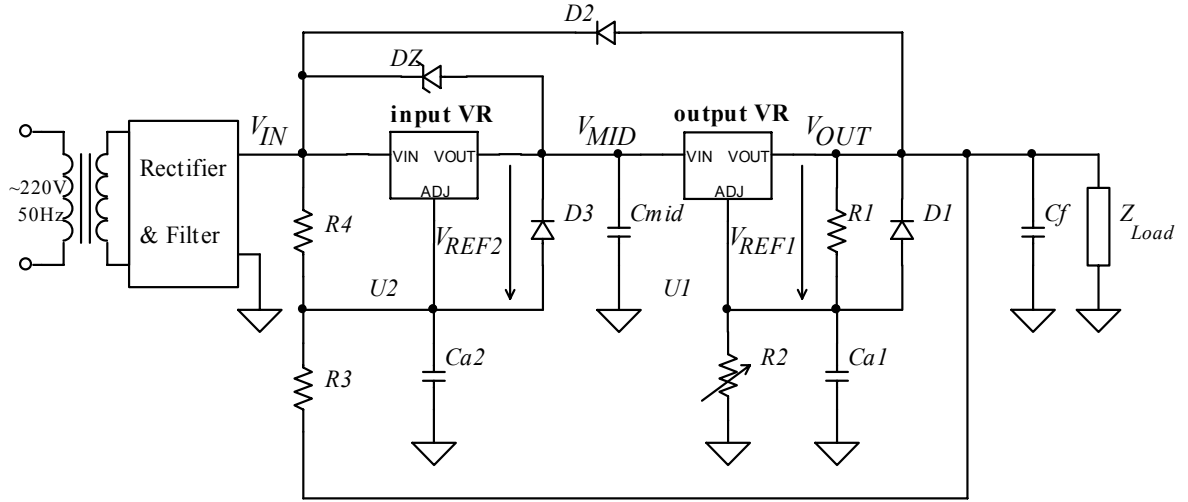 D2
DZ
input VR
output VR
V_IN
V_MID
V_OUT
VIN
VOUT
ADJ
VIN
VOUT
ADJ
Rectifier
& Filter
~220V
50Hz
R4
V_REF2
D3
Cmid
V_REF1
R1
D1
Cf
Z_Load
U2
U1
R3
Ca2
R2
Ca1